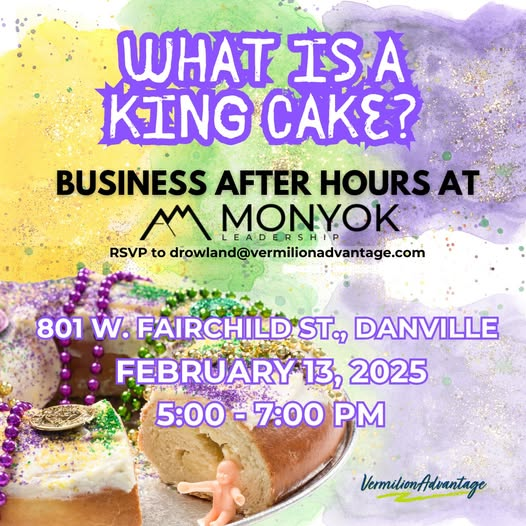 WHAT IS A
KING CAKE?
BUSINESS AFTER HOURS AT
MONYOK
LEADERSHIP
RSVP to drowland@vermilionadvantage.com
801 W. FAIRCHILD ST., DANVILLE
FEBRUARY 13, 2025
5:00 - 7:00 PM
VermilionAdvantage